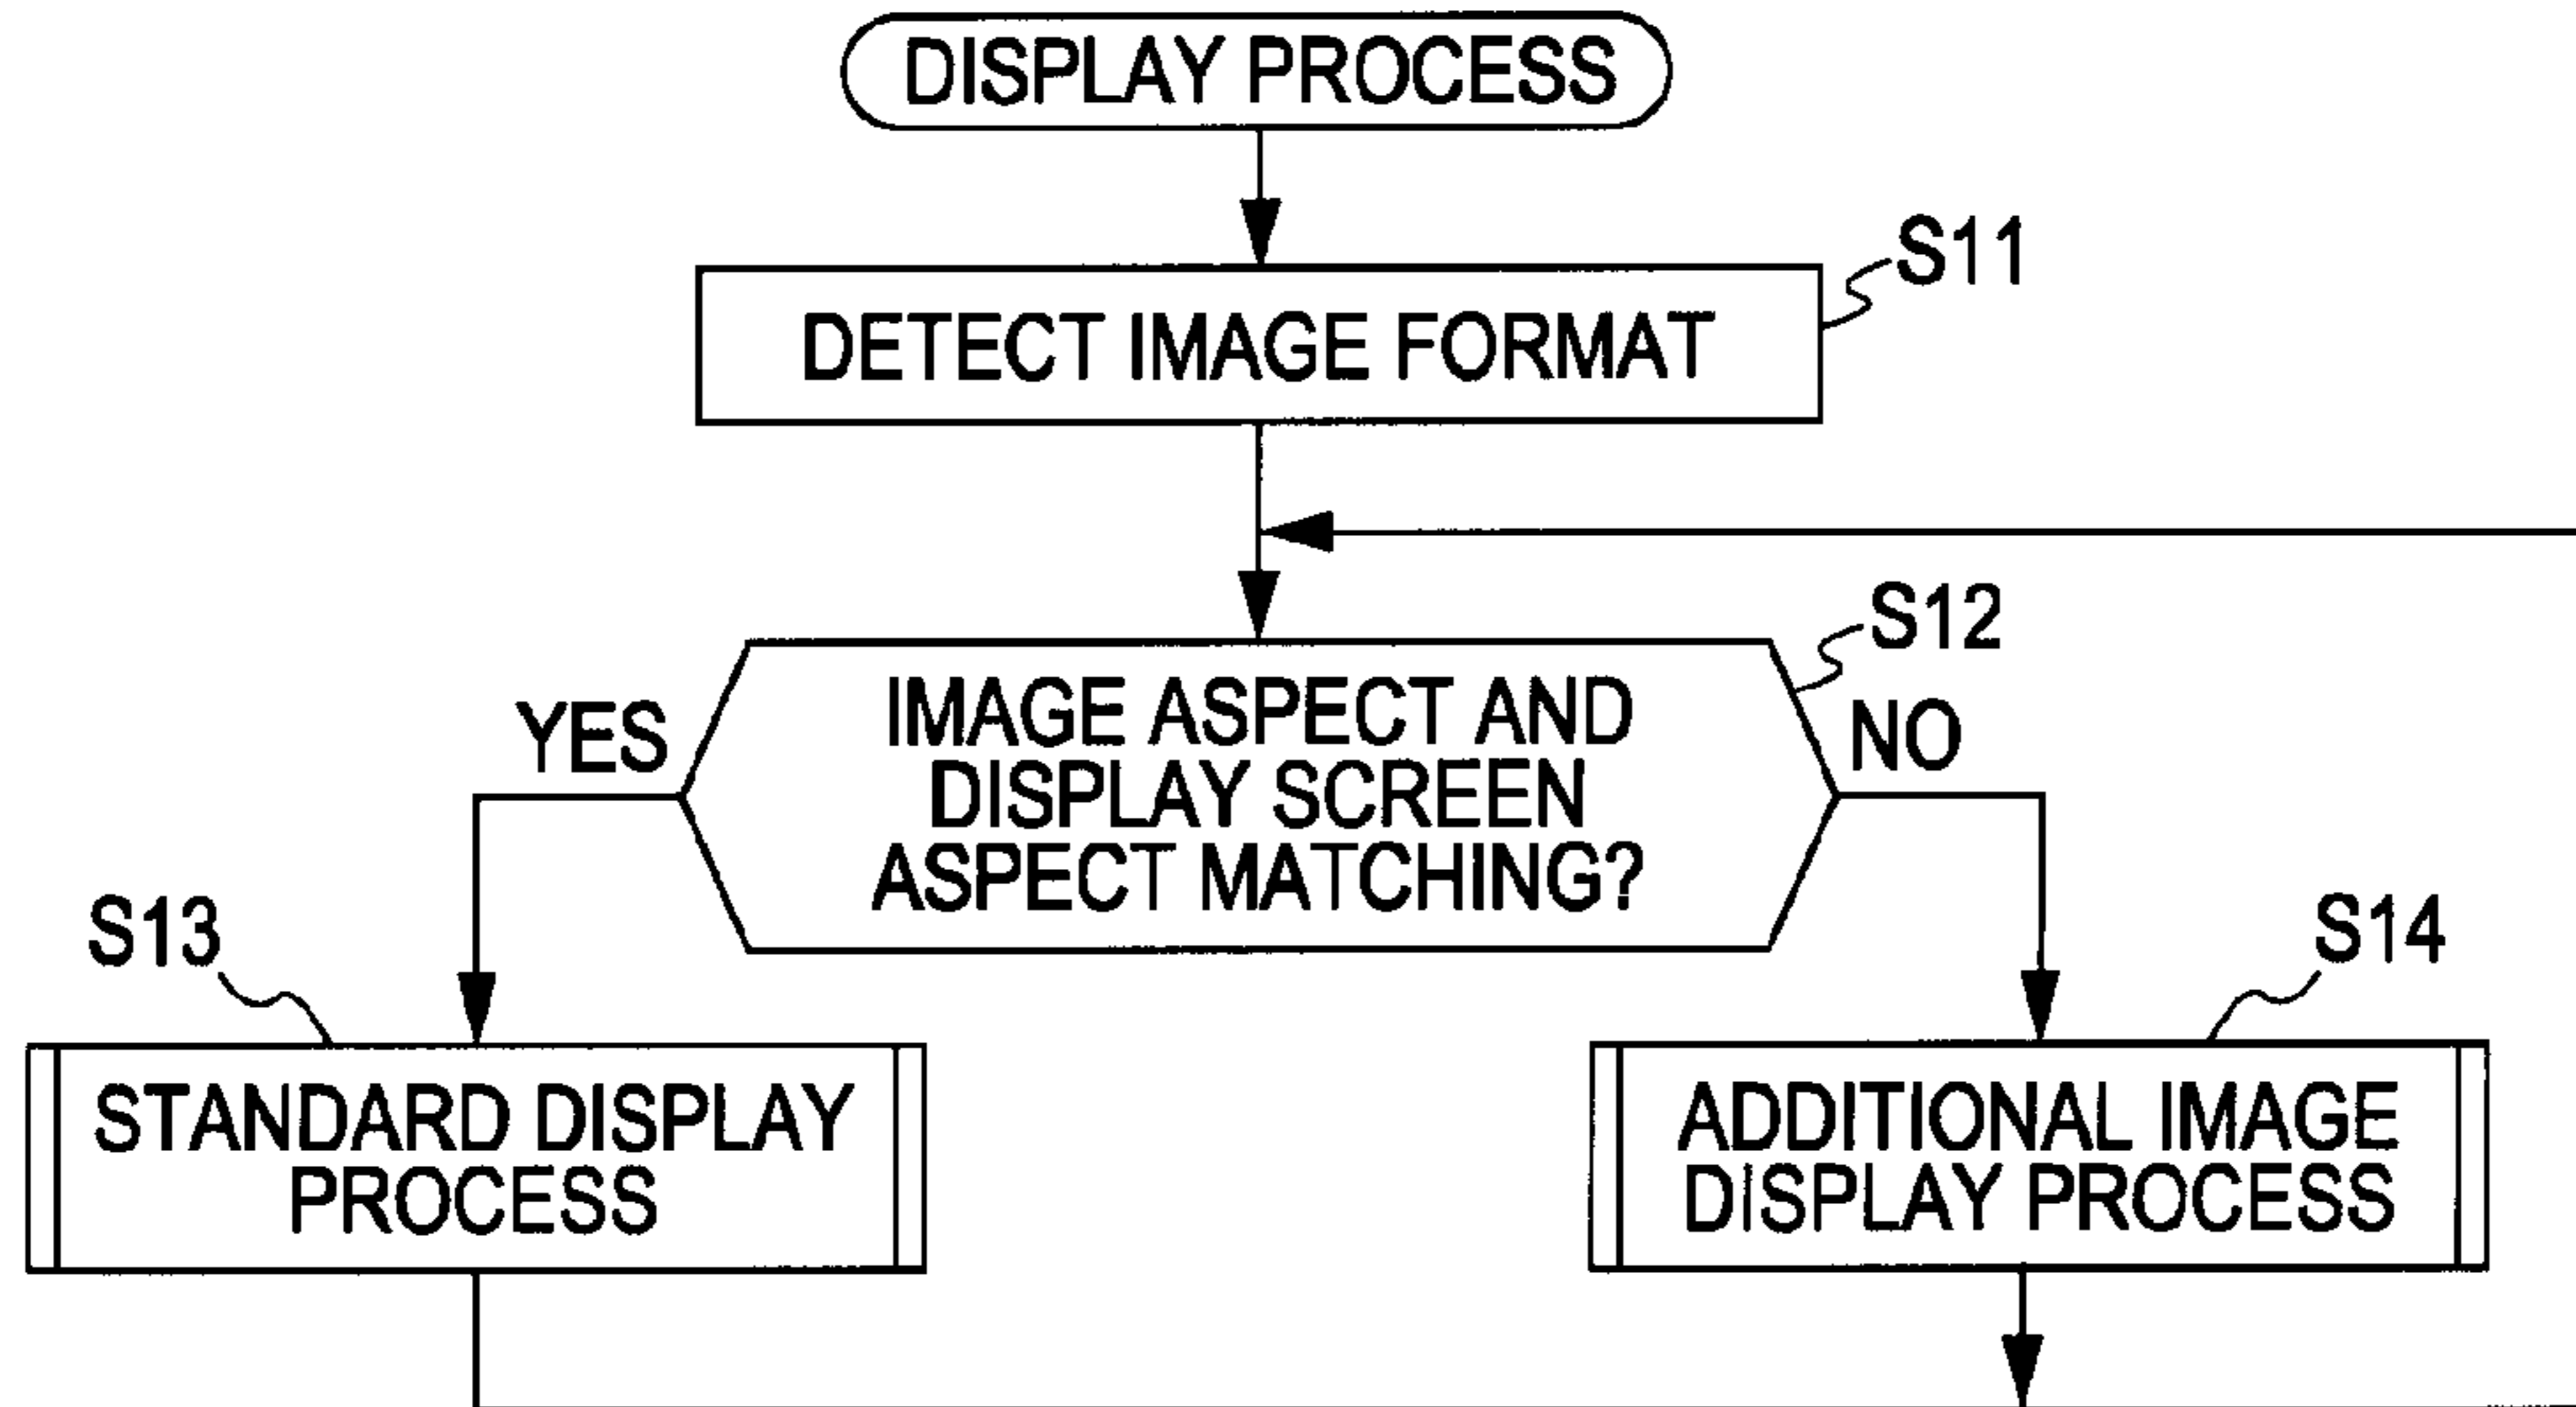 DISPLAY PROCESS
S11
DETECT IMAGE FORMAT
S12
YES
NO
IMAGE ASPECT AND
DISPLAY SCREEN
ASPECT MATCHING?
S13
S14
STANDARD DISPLAY
PROCESS
ADDITIONAL IMAGE
DISPLAY PROCESS